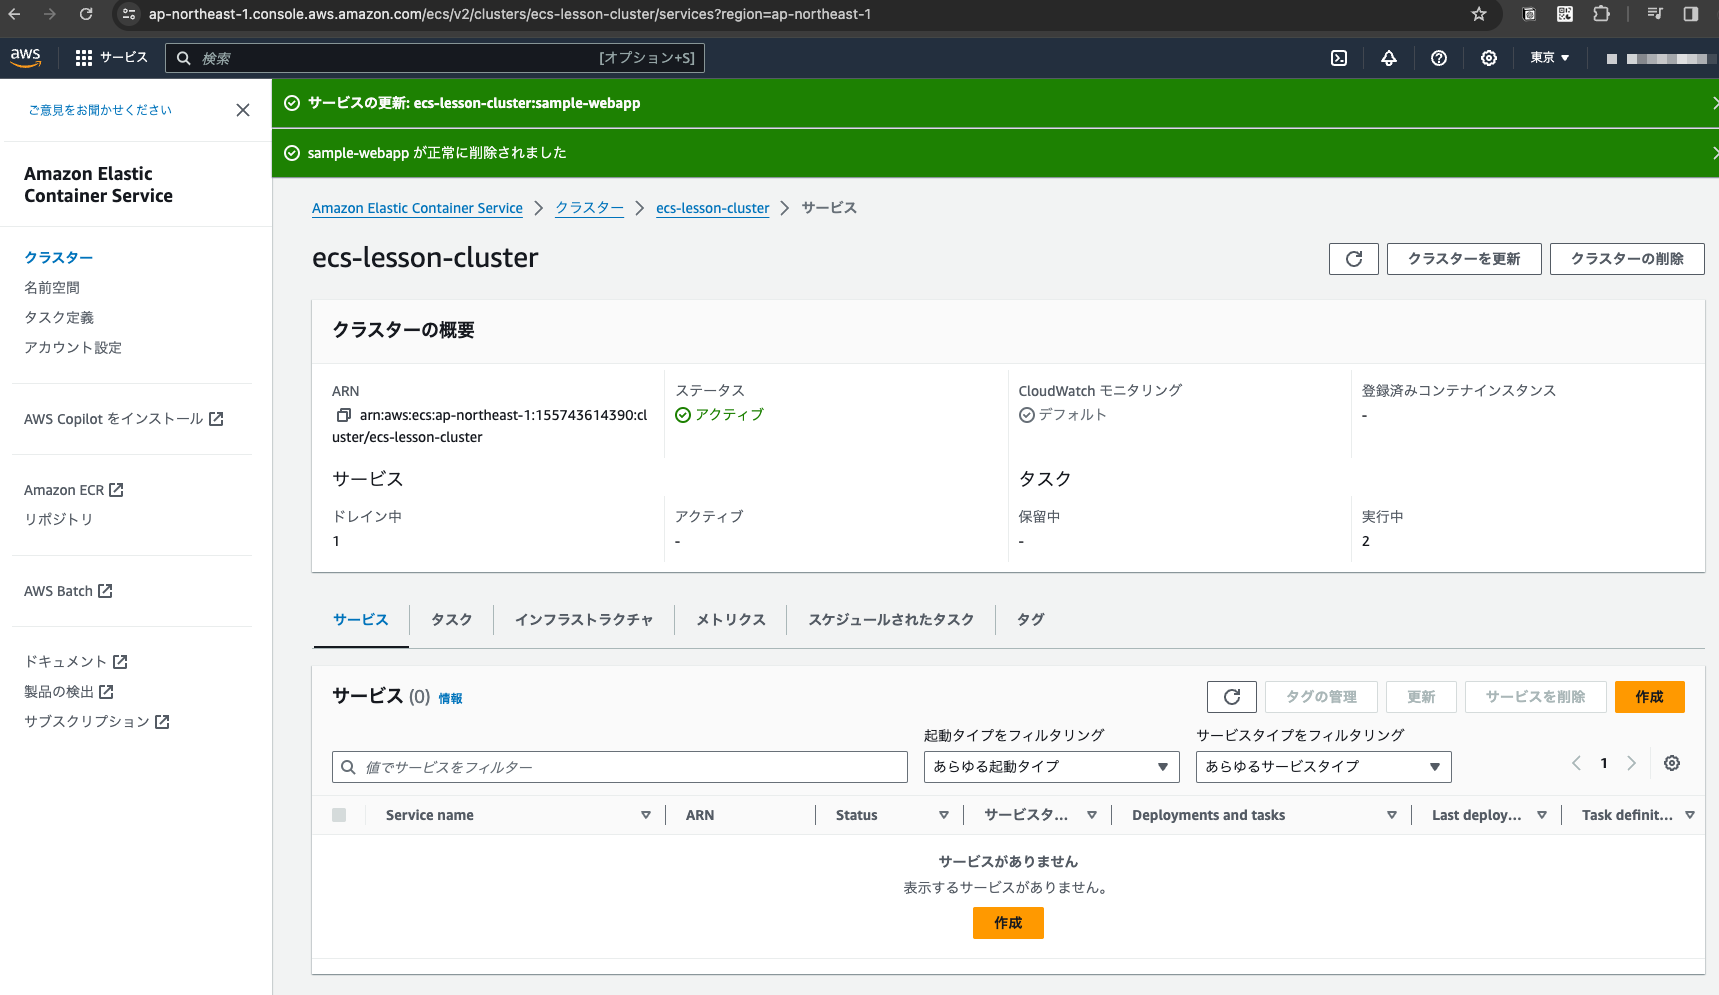 ap-northeast-1.console.aws.amazon.com/ecs/v2/clusters/ecs-lesson-cluster/services?region=ap-northeast-1
aws
サービス
検索
[オプション+S]
東京
ご意見をお聞かせください
Amazon Elastic
Container Service
クラスター
名前空間
タスク定義
アカウント設定
AWS Copilot をインストール
Amazon ECR
リポジトリ
AWS Batch
ドキュメント
製品の検出
サブスクリプション
サービスの更新: ecs-lesson-cluster:sample-webapp
sample-webapp が正常に削除されました
Amazon Elastic Container Service
クラスター
ecs-lesson-cluster
サービス
ecs-lesson-cluster
クラスターを更新
クラスターの削除
クラスターの概要
ARN
arn:aws:ecs:ap-northeast-1:155743614390:cl
uster/ecs-lesson-cluster
ステータス
アクティブ
CloudWatch モニタリング
デフォルト
登録済みコンテナインスタンス
-
サービス
タスク
ドレイン中
1
アクティブ
-
保留中
-
実行中
2
サービス
タスク
インフラストラクチャ
メトリクス
スケジュールされたタスク
タグ
サービス (0) 情報
タグの管理
更新
サービスを削除
作成
起動タイプをフィルタリング
サービスタイプをフィルタリング
値でサービスをフィルター
あらゆる起動タイプ
あらゆるサービスタイプ
1
Service name
ARN
Status
サービスタ...
Deployments and tasks
Last deploy...
Task definit...
サービスがありません
表示するサービスがありません。
作成